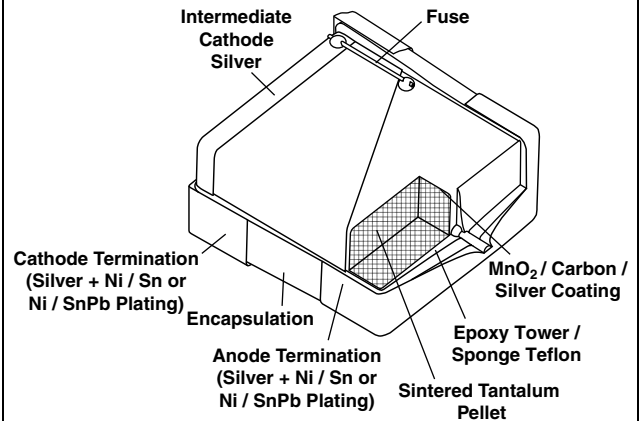 Intermediate
Cathode
Silver
Fuse
Cathode Termination
(Silver + Ni / Sn or
Ni / SnPb Plating)
Encapsulation
Anode Termination
(Silver + Ni / Sn or
Ni / SnPb Plating)
MnO₂ / Carbon /
Silver Coating
Epoxy Tower /
Sponge Teflon
Sintered Tantalum
Pellet